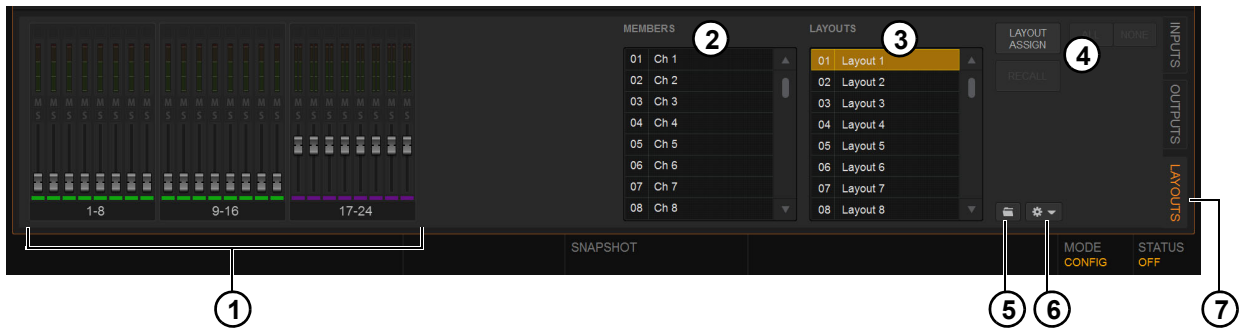 MEMBERS 2
LAYOUTS 3
LAYOUT ASSIGN
4
NONE
RECALL
01 Ch 1
02 Ch 2
03 Ch 3
04 Ch 4
05 Ch 5
06 Ch 6
07 Ch 7
08 Ch 8
01 Layout 1
02 Layout 2
03 Layout 3
04 Layout 4
05 Layout 5
06 Layout 6
07 Layout 7
08 Layout 8
INPUTS
OUTPUTS
LAYOUTS
M M M M M M M M M M M M M M M M M M M M M M M M
S S S S S S S S S S S S S S S S S S S S S S S S
1-8 9-16 17-24
SNAPSHOT
MODE
CONFIG
STATUS
OFF
1 5 6 7